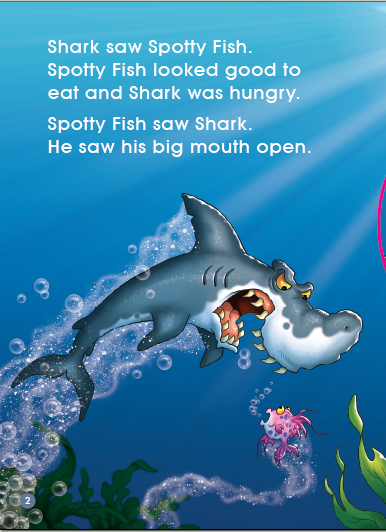 Shark saw Spotty Fish.
Spotty Fish looked good to
eat and Shark was hungry.
Spotty Fish saw Shark.
He saw his big mouth open.
2